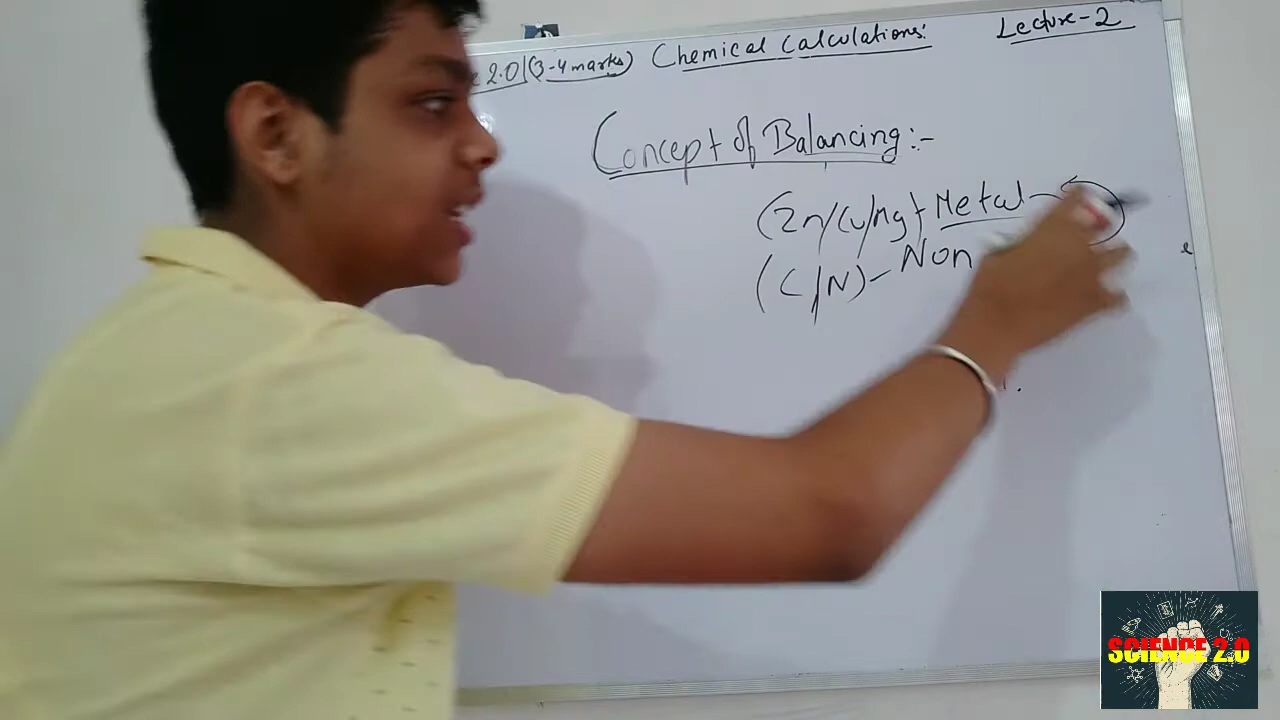 2.0 (3-4 marks) Chemical Calculations: Lecture-2
Concept of Balancing:-
(Zn/Cu/Mg) Metal
(C/N) - Non
SCIENCE 2.0